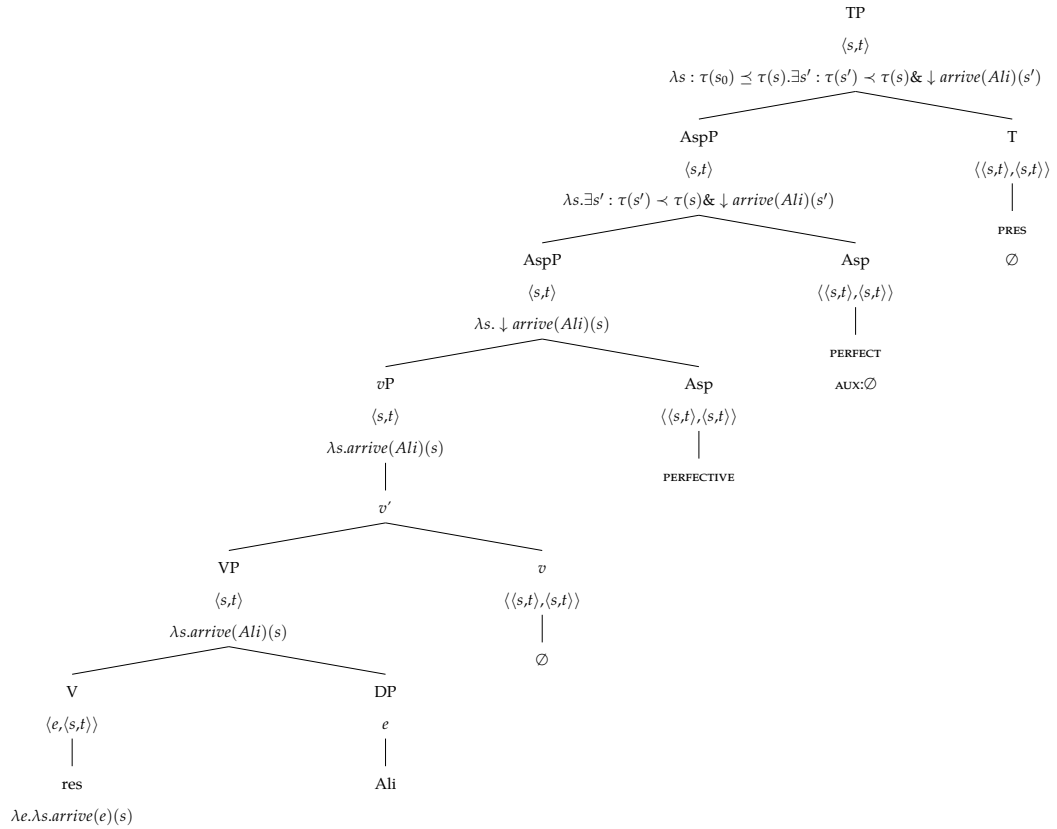 TP
⟨s,t⟩
λs : τ(s₀) ⪯ τ(s).∃s′ : τ(s′) ≺ τ(s)& ↓ arrive(Ali)(s′)
AspP T
⟨s,t⟩ ⟨⟨s,t⟩,⟨s,t⟩⟩
λs.∃s′ : τ(s′) ≺ τ(s)& ↓ arrive(Ali)(s′)
PRES
AspP Asp ∅
⟨s,t⟩ ⟨⟨s,t⟩,⟨s,t⟩⟩
λs. ↓ arrive(Ali)(s)
PERFECT
vP Asp AUX:∅
⟨s,t⟩ ⟨⟨s,t⟩,⟨s,t⟩⟩
λs.arrive(Ali)(s)
PERFECTIVE
v′
VP v
⟨s,t⟩ ⟨⟨s,t⟩,⟨s,t⟩⟩
λs.arrive(Ali)(s)
∅
V DP
⟨e,⟨s,t⟩⟩ e
res Ali
λe.λs.arrive(e)(s)